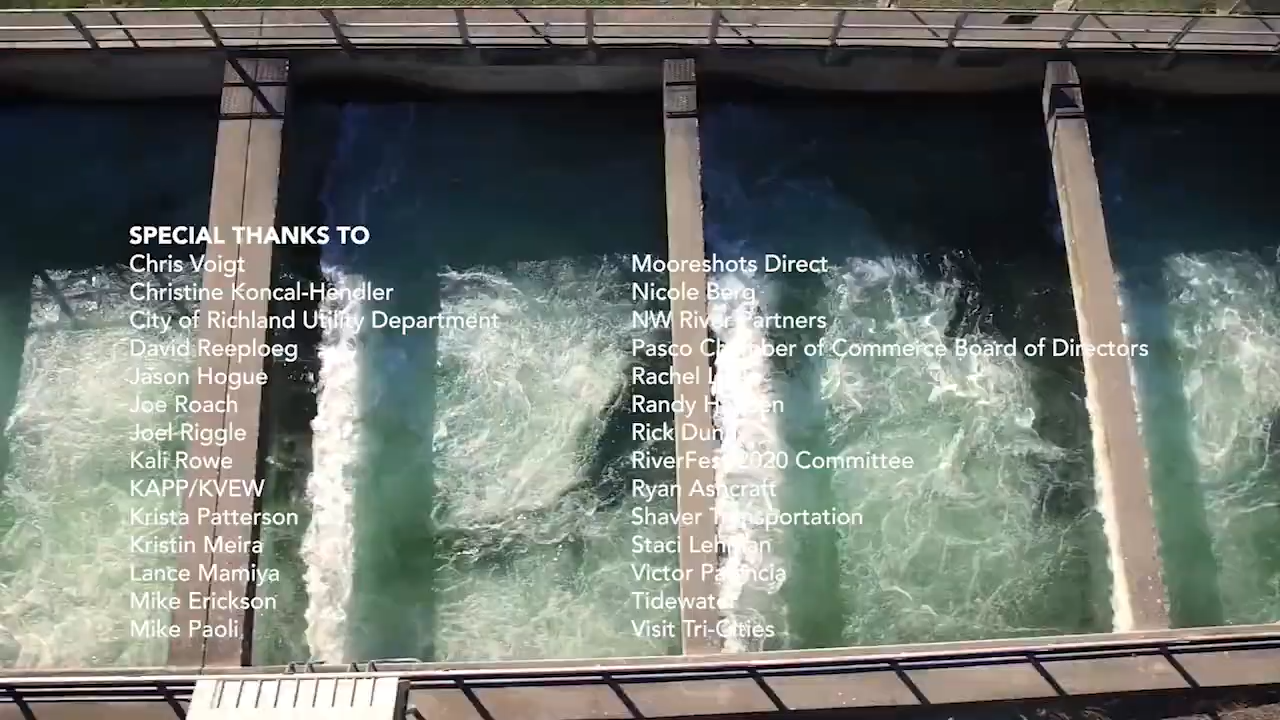 SPECIAL THANKS TO
Chris Voigt
Christine Koncal-Hendler
City of Richland Utility Department
David Reeploeg
Jason Hogue
Joe Roach
Joel Riggle
Kali Rowe
KAPP/KVEW
Krista Patterson
Kristin Meira
Lance Mamiya
Mike Erickson
Mike Paoli
Mooreshots Direct
Nicole Berg
NW River Partners
Pasco Chamber of Commerce Board of Directors
Rachel
Randy
Rick Dunn
RiverFest 2020 Committee
Ryan Ashcraft
Shaver Transportation
Staci Lehman
Victor Palencia
Tidewater
Visit Tri-Cities